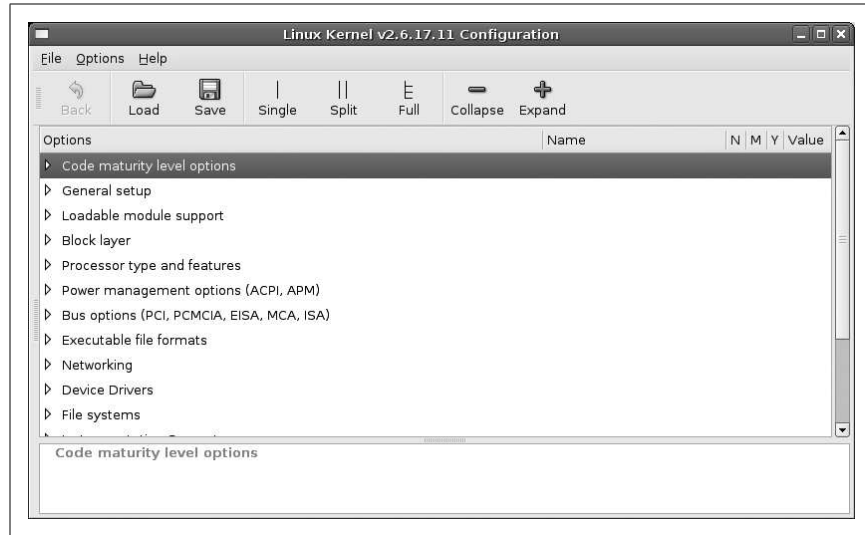 Linux Kernel v2.6.17.11 Configuration
File Options Help
Back Load Save Single Split Full Collapse Expand
Options Name N M Y Value
Code maturity level options
General setup
Loadable module support
Block layer
Processor type and features
Power management options (ACPI, APM)
Bus options (PCI, PCMCIA, EISA, MCA, ISA)
Executable file formats
Networking
Device Drivers
File systems
Code maturity level options